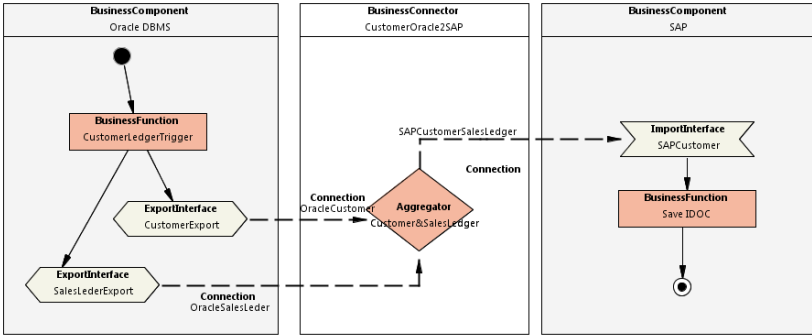 BusinessComponent
Oracle DBMS
BusinessConnector
CustomerOracle2SAP
BusinessComponent
SAP
BusinessFunction
CustomerLedgerTrigger
SAPCustomerSalesLedger
ImportInterface
SAPCustomer
Connection
Connection
OracleCustomer
ExportInterface
CustomerExport
Aggregator
Customer&SalesLedger
BusinessFunction
Save IDOC
ExportInterface
SalesLederExport
Connection
OracleSalesLeder